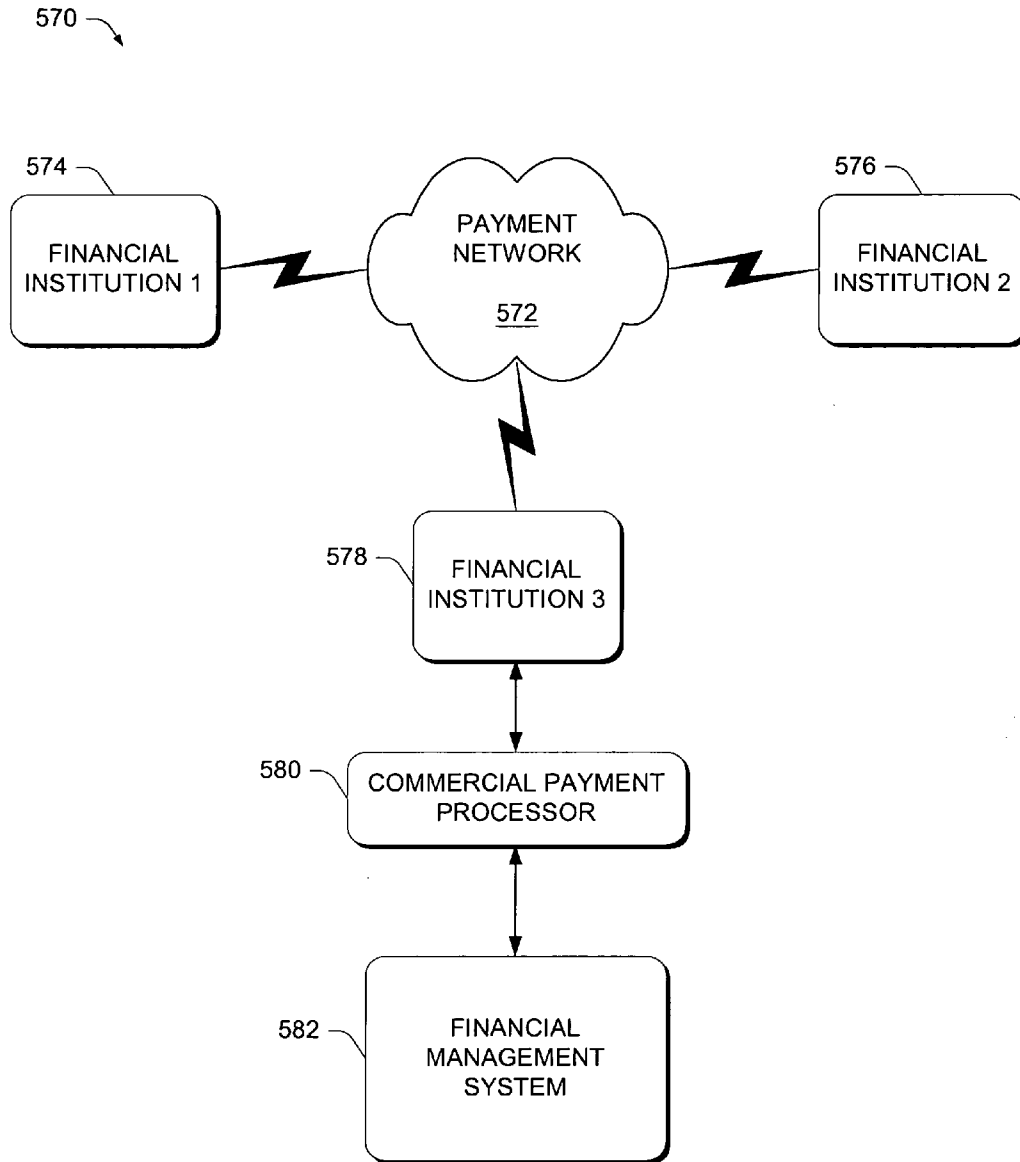 570
574
FINANCIAL
INSTITUTION 1
PAYMENT
NETWORK
572
576
FINANCIAL
INSTITUTION 2
578
FINANCIAL
INSTITUTION 3
580
COMMERCIAL PAYMENT
PROCESSOR
582
FINANCIAL
MANAGEMENT
SYSTEM